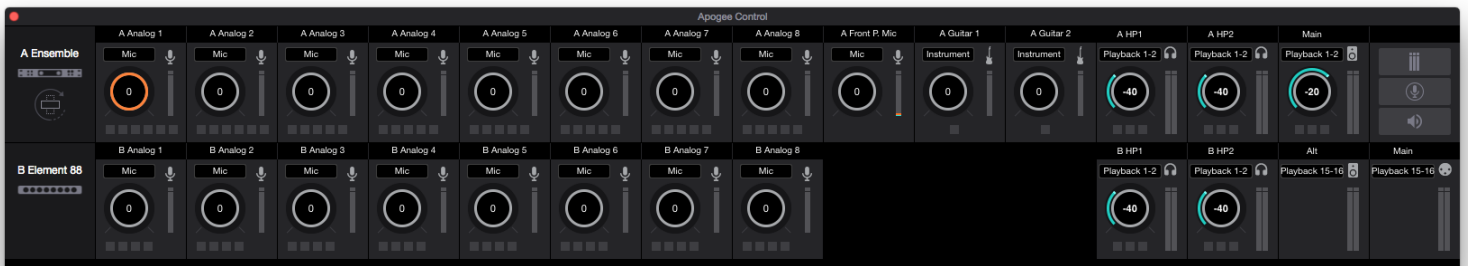 Apogee Control
A Analog 1 A Analog 2 A Analog 3 A Analog 4 A Analog 5 A Analog 6 A Analog 7 A Analog 8 A Front P. Mic A Guitar 1 A Guitar 2 A HP1 A HP2 Main
A Ensemble Mic Mic Mic Mic Mic Mic Mic Mic Mic Instrument Instrument Playback 1-2 Playback 1-2 Playback 1-2
0 0 0 0 0 0 0 0 0 0 0 -40 -40 -20
B Analog 1 B Analog 2 B Analog 3 B Analog 4 B Analog 5 B Analog 6 B Analog 7 B Analog 8 B HP1 B HP2 Alt Main
B Element 88 Mic Mic Mic Mic Mic Mic Mic Mic Playback 1-2 Playback 1-2 Playback 15-16 Playback 15-16
0 0 0 0 0 0 0 0 -40 -40